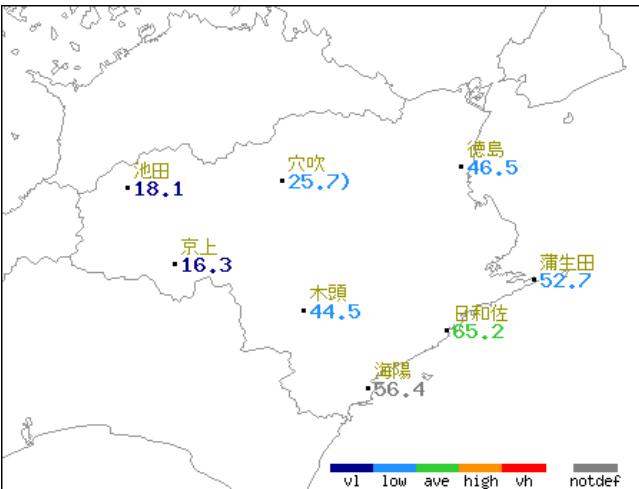 徳島
46.5
穴吹
25.7)
池田
18.1
京上
16.3
蒲生田
52.7
木頭
44.5
日和佐
65.2
海陽
56.4
vl low ave high vh notdef